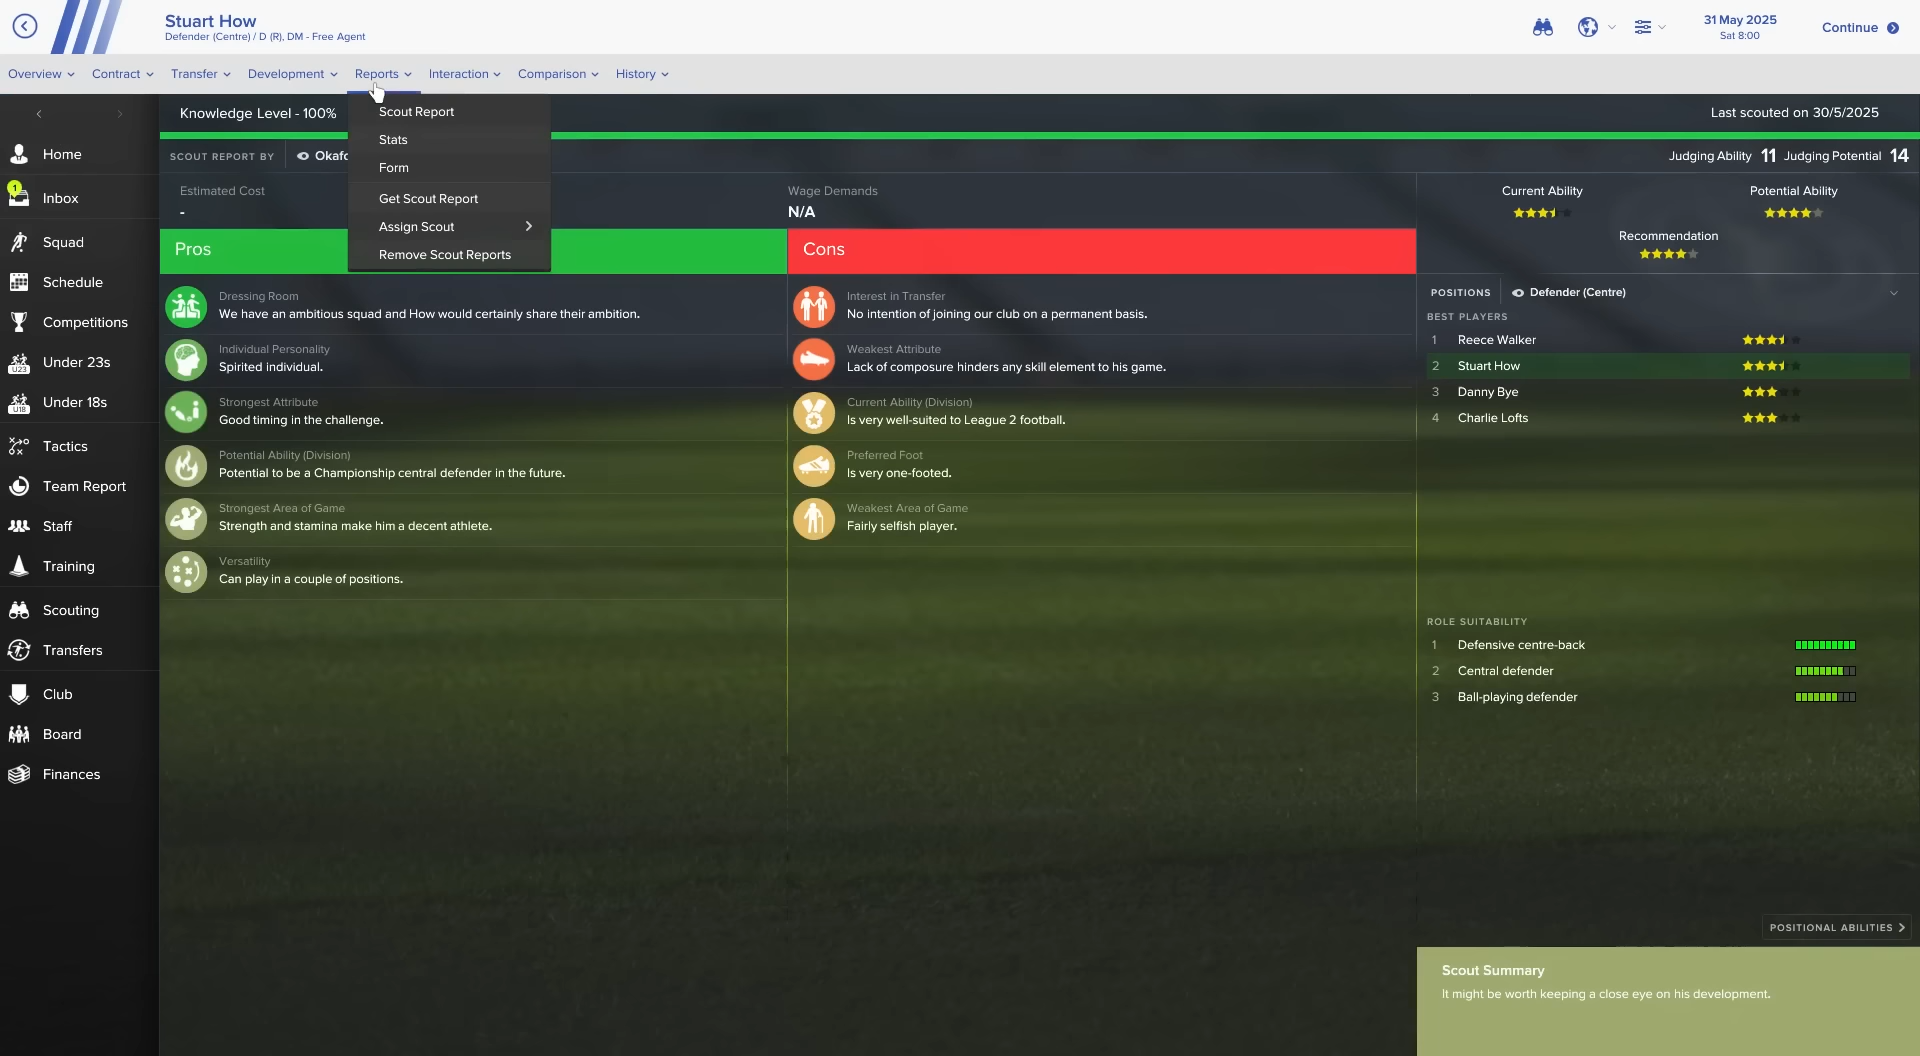 Stuart How
Defender (Centre) / D (R), DM - Free Agent
31 May 2025
Sat 8:00
Continue
Overview
Contract
Transfer
Development
Reports
Interaction
Comparison
History
Knowledge Level - 100%
Last scouted on 30/5/2025
Scout Report
Stats
Form
Get Scout Report
Assign Scout
Remove Scout Reports
SCOUT REPORT BY
Judging Ability 11 Judging Potential 14
Home
1
Inbox
Squad
Schedule
Competitions
U23
Under 23s
U18
Under 18s
Tactics
Team Report
Staff
Training
Scouting
Transfers
Club
Board
Finances
Estimated Cost
-
Wage Demands
N/A
Current Ability
Potential Ability
Recommendation
Pros
Dressing Room
We have an ambitious squad and How would certainly share their ambition.
Individual Personality
Spirited individual.
Strongest Attribute
Good timing in the challenge.
Potential Ability (Division)
Potential to be a Championship central defender in the future.
Strongest Area of Game
Strength and stamina make him a decent athlete.
Versatility
Can play in a couple of positions.
Cons
Interest in Transfer
No intention of joining our club on a permanent basis.
Weakest Attribute
Lack of composure hinders any skill element to his game.
Current Ability (Division)
Is very well-suited to League 2 football.
Preferred Foot
Is very one-footed.
Weakest Area of Game
Fairly selfish player.
POSITIONS Defender (Centre)
BEST PLAYERS
1 Reece Walker
2 Stuart How
3 Danny Bye
4 Charlie Lofts
ROLE SUITABILITY
1 Defensive centre-back
2 Central defender
3 Ball-playing defender
POSITIONAL ABILITIES
Scout Summary
It might be worth keeping a close eye on his development.